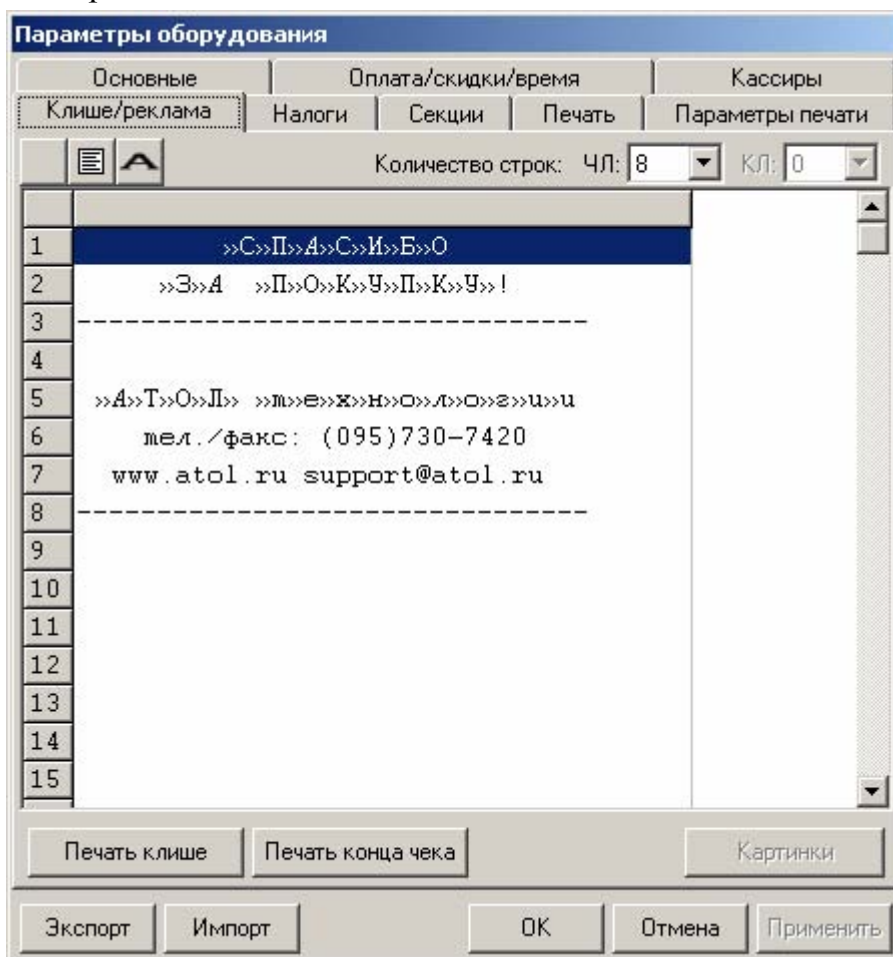 Параметры оборудования
Основные Оплата/скидки/время Кассиры
Клише/реклама Налоги Секции Печать Параметры печати
Количество строк: ЧЛ: 8 КЛ: 0
1 »С»П»А»С»И»Б»О
2 »З»А »П»О»К»У»П»К»У»!
3 --------------------------------
4
5 »А»Т»О»Л» »т»е»х»н»о»л»о»г»и»и
6 тел./факс: (095)730-7420
7 www.atol.ru support@atol.ru
8 --------------------------------
9
10
11
12
13
14
15
Печать клише Печать конца чека Картинки
Экспорт Импорт OK Отмена Применить